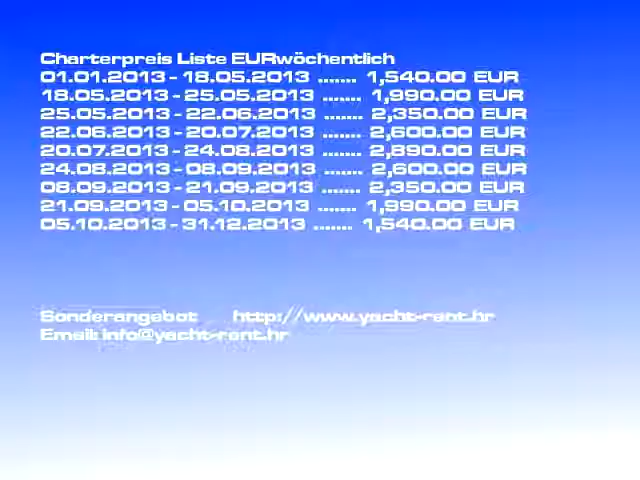 Charterpreis Liste EURwöchentlich
01.01.2013 - 18.05.2013 ....... 1,540.00 EUR
18.05.2013 - 25.05.2013 ....... 1,990.00 EUR
25.05.2013 - 22.06.2013 ....... 2,350.00 EUR
22.06.2013 - 20.07.2013 ....... 2,600.00 EUR
20.07.2013 - 24.08.2013 ....... 2,890.00 EUR
24.08.2013 - 08.09.2013 ....... 2,600.00 EUR
08.09.2013 - 21.09.2013 ....... 2,350.00 EUR
21.09.2013 - 05.10.2013 ....... 1,990.00 EUR
05.10.2013 - 31.12.2013 ....... 1,540.00 EUR
Sonderangebot http://www.yacht-rent.hr
Email: info@yacht-rent.hr